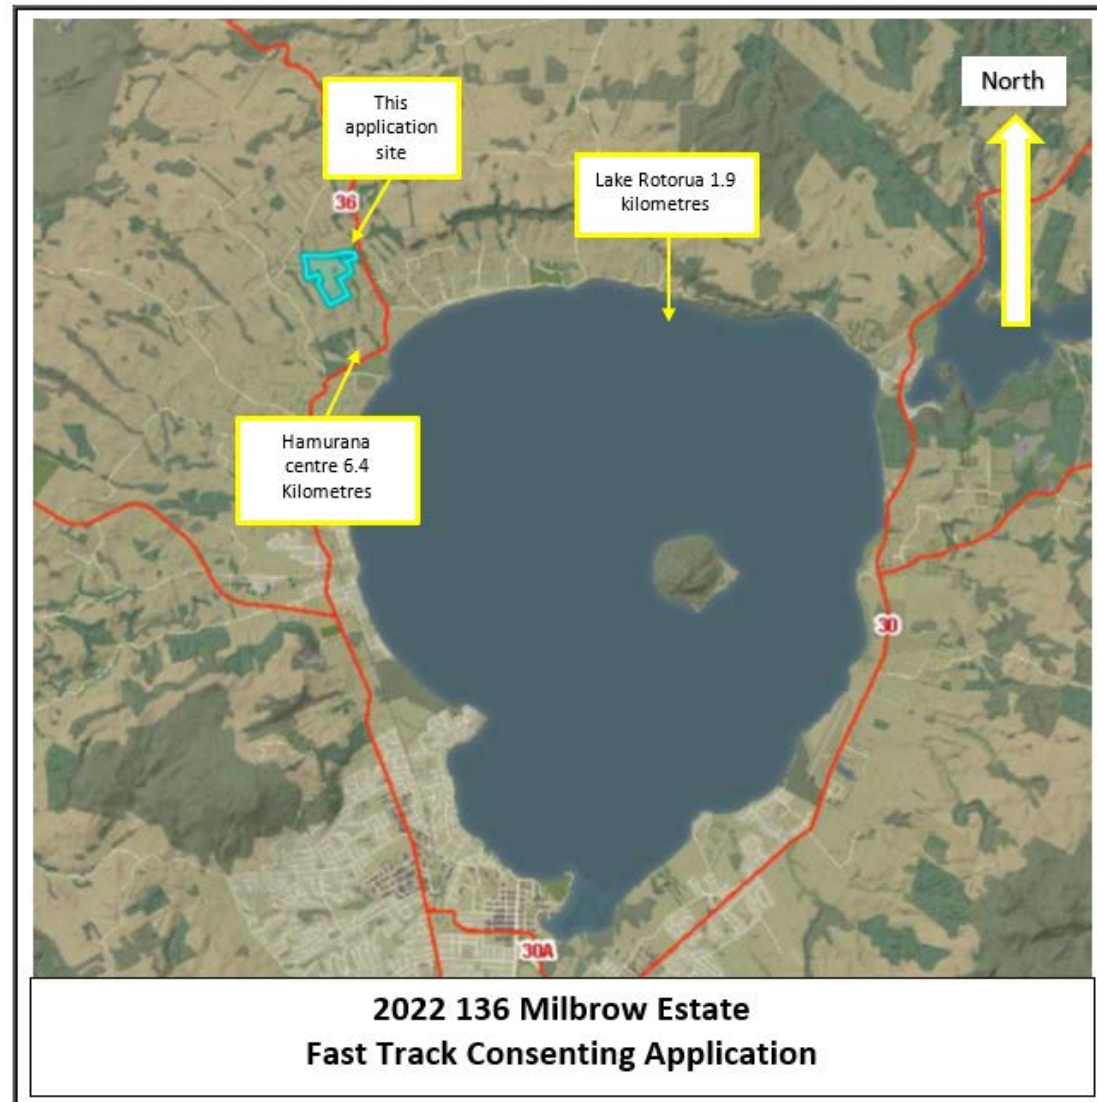 This
application
site
North
Lake Rotorua 1.9
kilometres
36
Hamurana
centre 6.4
Kilometres
30
30A
2022 136 Milbrow Estate
Fast Track Consenting Application